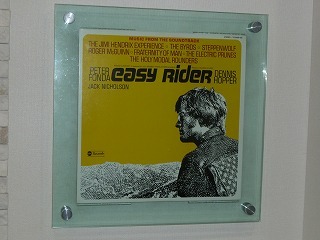 MUSIC FROM THE SOUNDTRACK
THE JIMI HENDRIX EXPERIENCE • THE BYRDS • STEPPENWOLF
ROGER McGUINN • FRATERNITY OF MAN • THE ELECTRIC PRUNES
THE HOLY MODAL ROUNDERS
PETER FONDA
easy rider
DENNIS HOPPER
JACK NICHOLSON